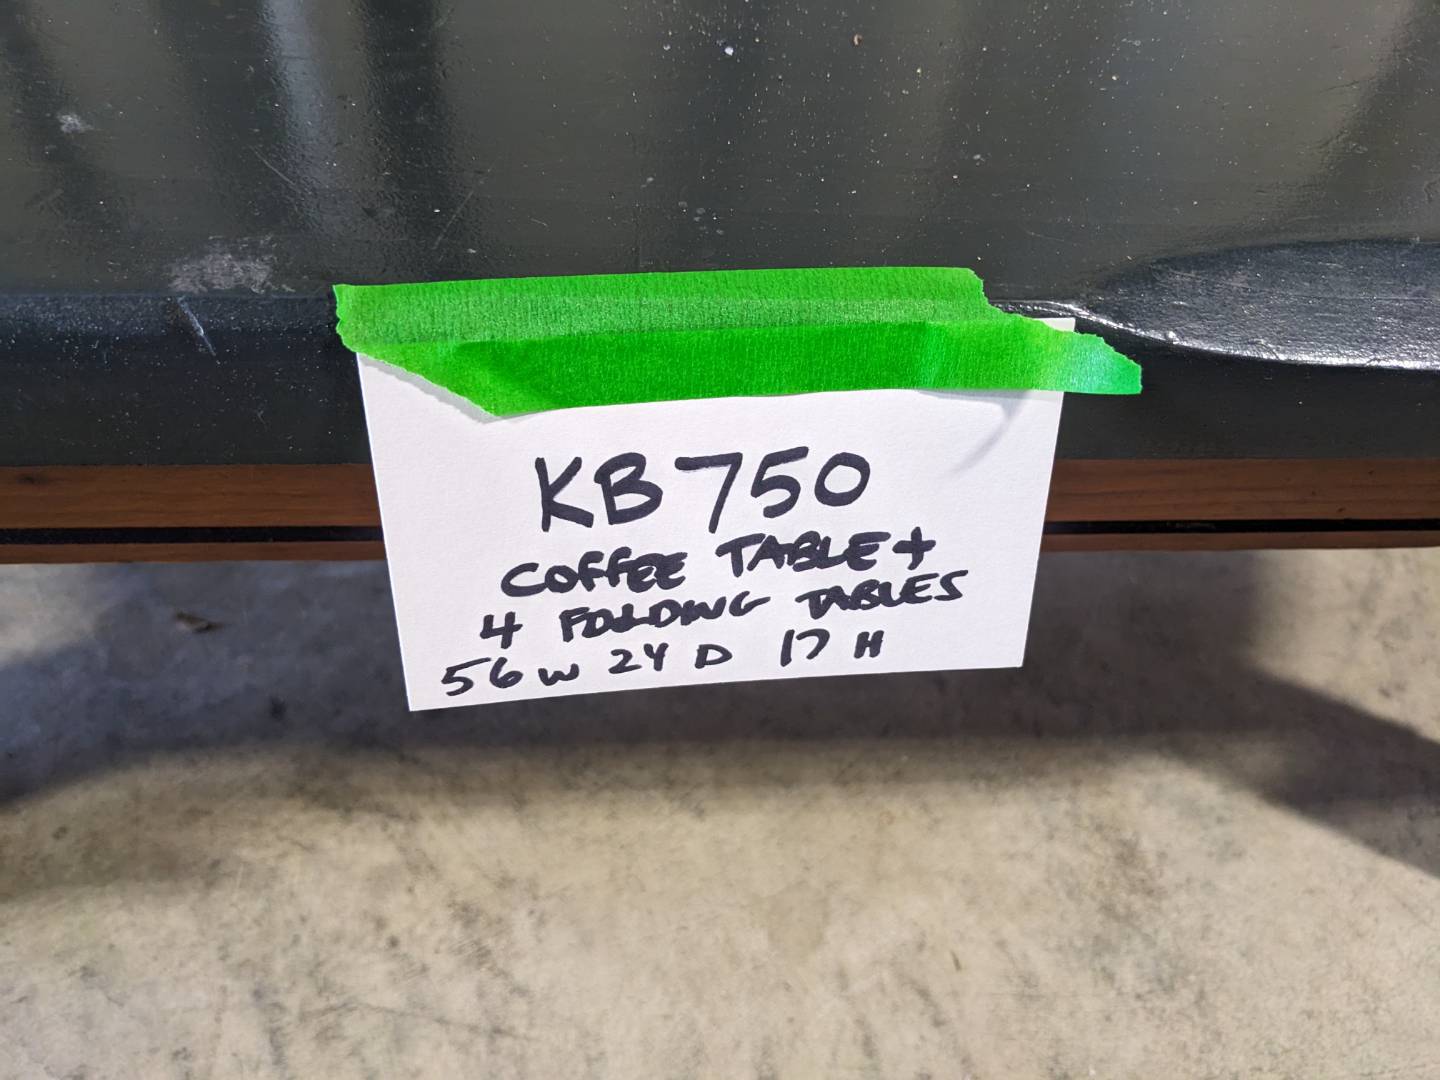 KB750
COFFEE TABLE +
4 FOLDING TABLES
56 W 24 D 17 H